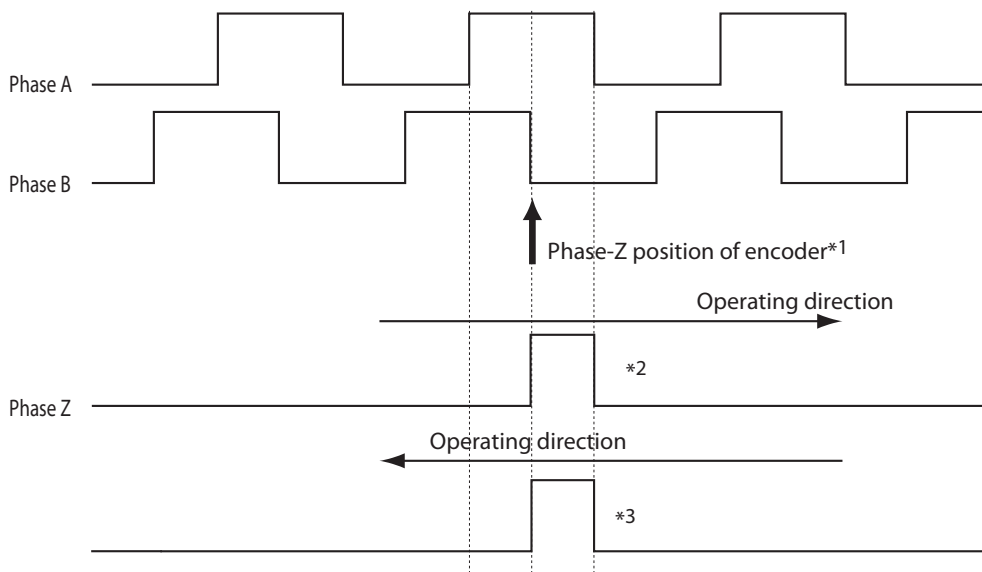 Phase A
Phase B
Phase-Z position of encoder*1
Operating direction
*2
Phase Z
Operating direction
*3